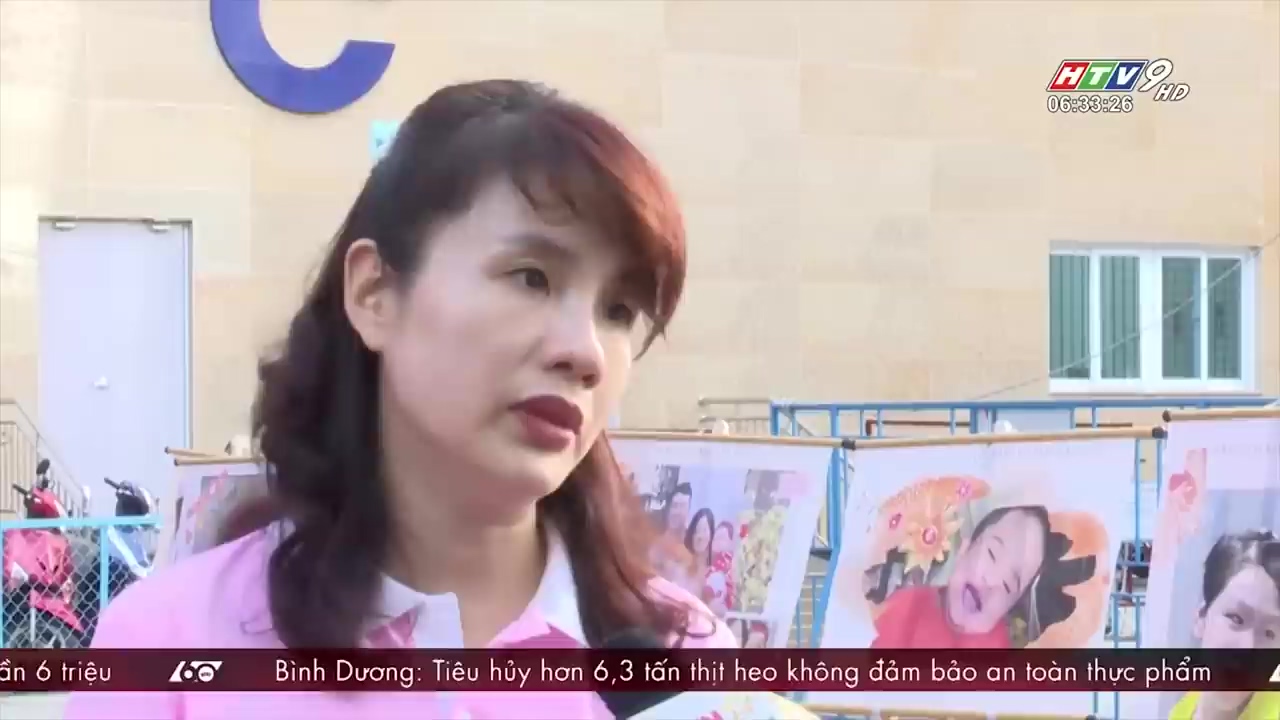 C
HTV9 HD
06:33:26
ần 6 triệu 60 Bình Dương: Tiêu hủy hơn 6,3 tấn thịt heo không đảm bảo an toàn thực phẩm